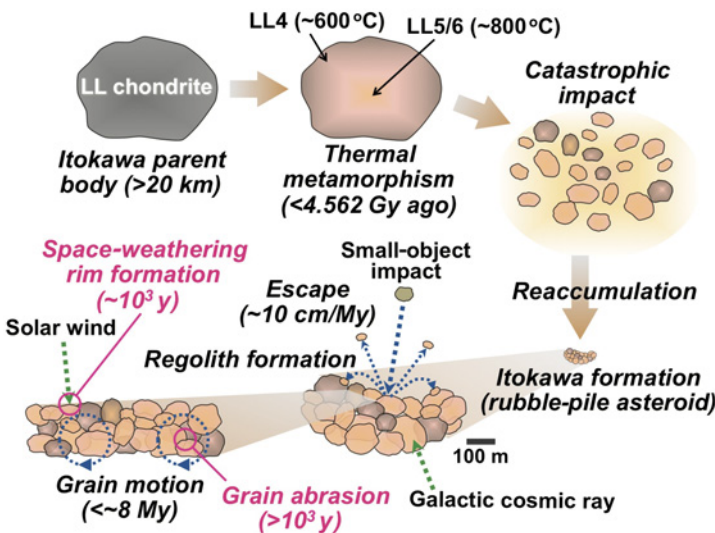 LL4 (~600°C)
LL5/6 (~800°C)
LL chondrite
Itokawa parent
body (>20 km)
Thermal
metamorphism
(<4.562 Gy ago)
Catastrophic
impact
Reaccumulation
Itokawa formation
(rubble-pile asteroid)
Small-object
impact
Escape
(~10 cm/My)
Regolith formation
Space-weathering
rim formation
(~10³ y)
Solar wind
Grain motion
(<~8 My)
Grain abrasion
(>10³ y)
Galactic cosmic ray
100 m